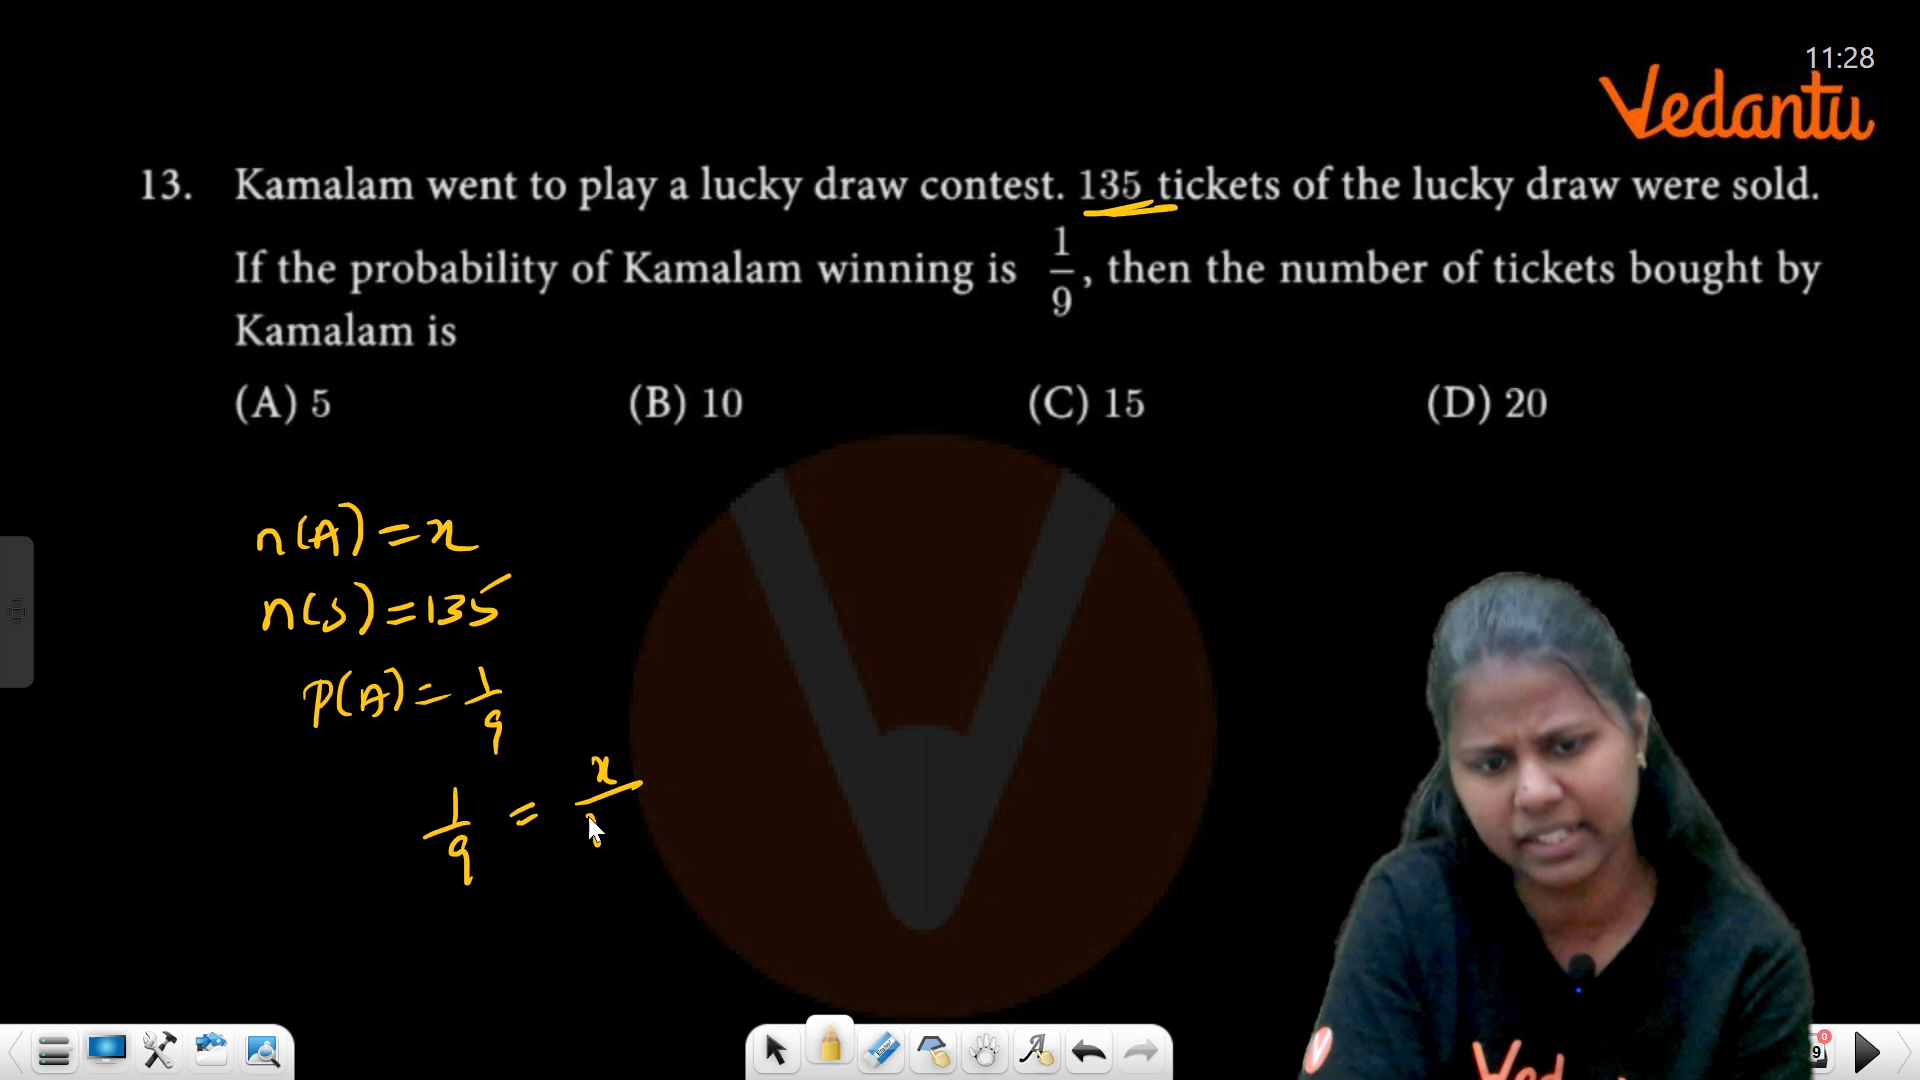 11:28
Vedantu
13. Kamalam went to play a lucky draw contest. 135 tickets of the lucky draw were sold.
If the probability of Kamalam winning is 1/9, then the number of tickets bought by
Kamalam is
(A) 5 (B) 10 (C) 15 (D) 20
n(A) = x
n(S) = 135
P(A) = 1/9
1/9 = x/